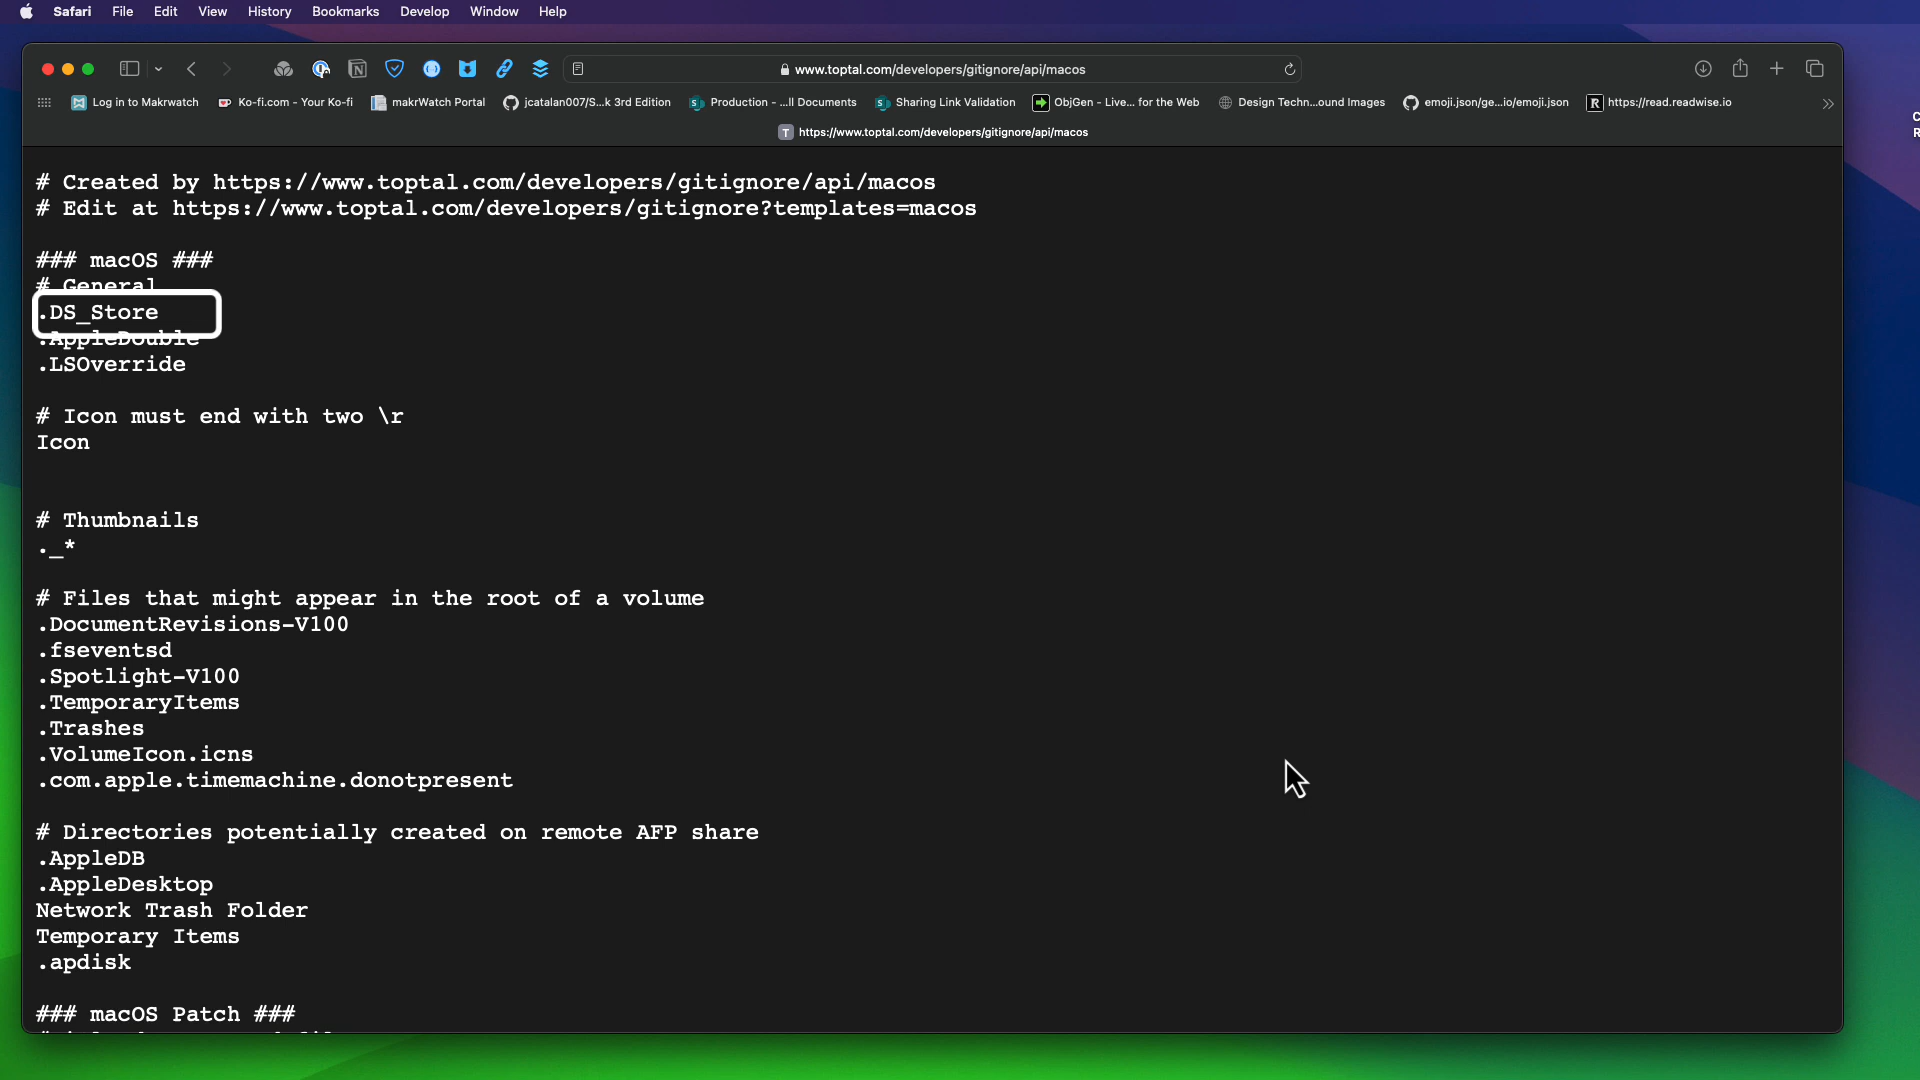 Safari File Edit View History Bookmarks Develop Window Help
www.toptal.com/developers/gitignore/api/macos
Log in to Makrwatch Ko-fi.com - Your Ko-fi makrWatch Portal jcatalan007/S...k 3rd Edition Production - ...ll Documents Sharing Link Validation ObjGen - Live... for the Web Design Techn...ound Images emoji.json/ge...io/emoji.json R https://read.readwise.io
T https://www.toptal.com/developers/gitignore/api/macos
# Created by https://www.toptal.com/developers/gitignore/api/macos
# Edit at https://www.toptal.com/developers/gitignore?templates=macos
### macOS ###
# General
.DS_Store
.AppleDouble
.LSOverride
# Icon must end with two \r
Icon
# Thumbnails
._*
# Files that might appear in the root of a volume
.DocumentRevisions-V100
.fseventsd
.Spotlight-V100
.TemporaryItems
.Trashes
.VolumeIcon.icns
.com.apple.timemachine.donotpresent
# Directories potentially created on remote AFP share
.AppleDB
.AppleDesktop
Network Trash Folder
Temporary Items
.apdisk
### macOS Patch ###